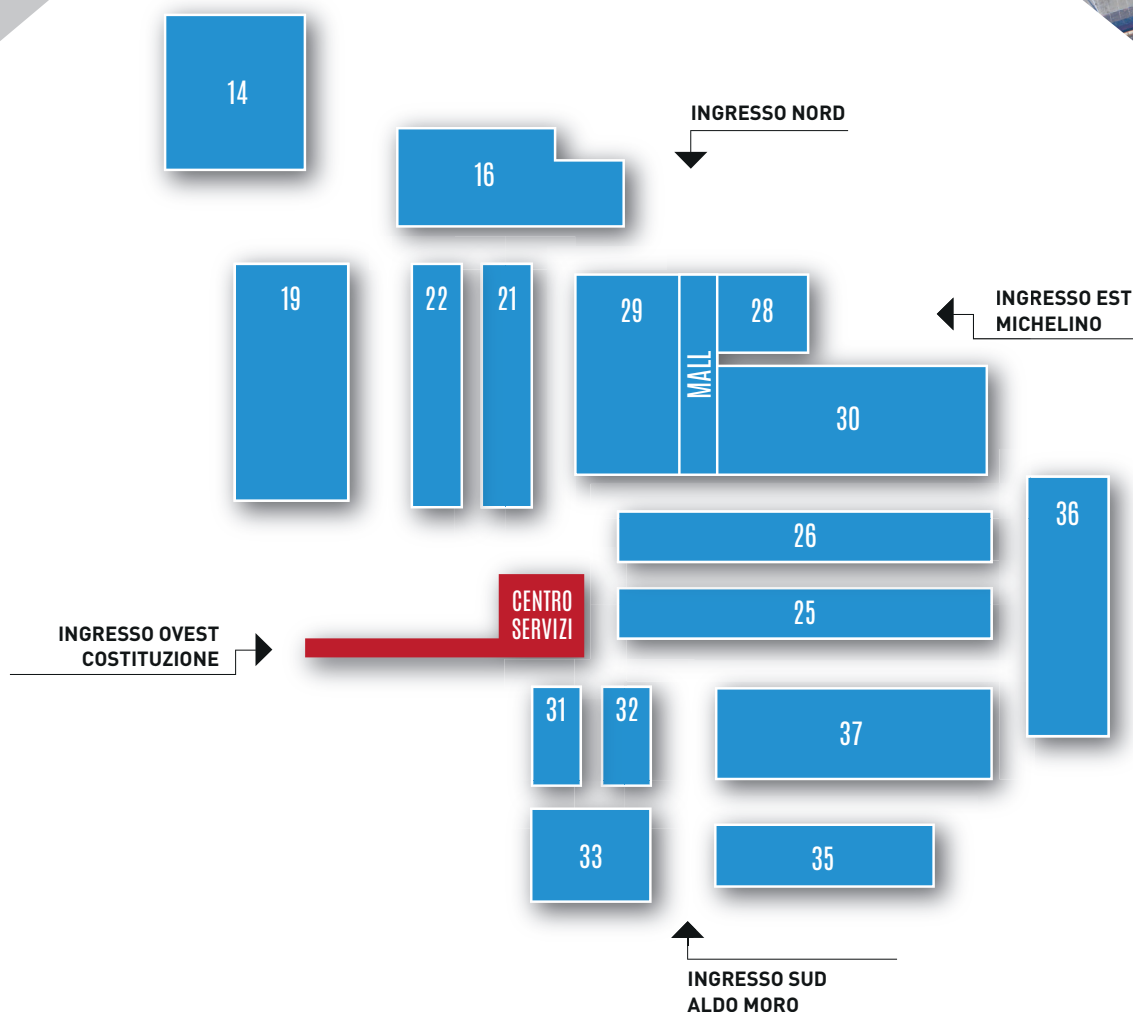 14
INGRESSO NORD
16
19
22
21
29
MALL
28
INGRESSO EST
MICHELINO
30
36
26
25
CENTRO
SERVIZI
INGRESSO OVEST
COSTITUZIONE
31
32
37
33
35
INGRESSO SUD
ALDO MORO